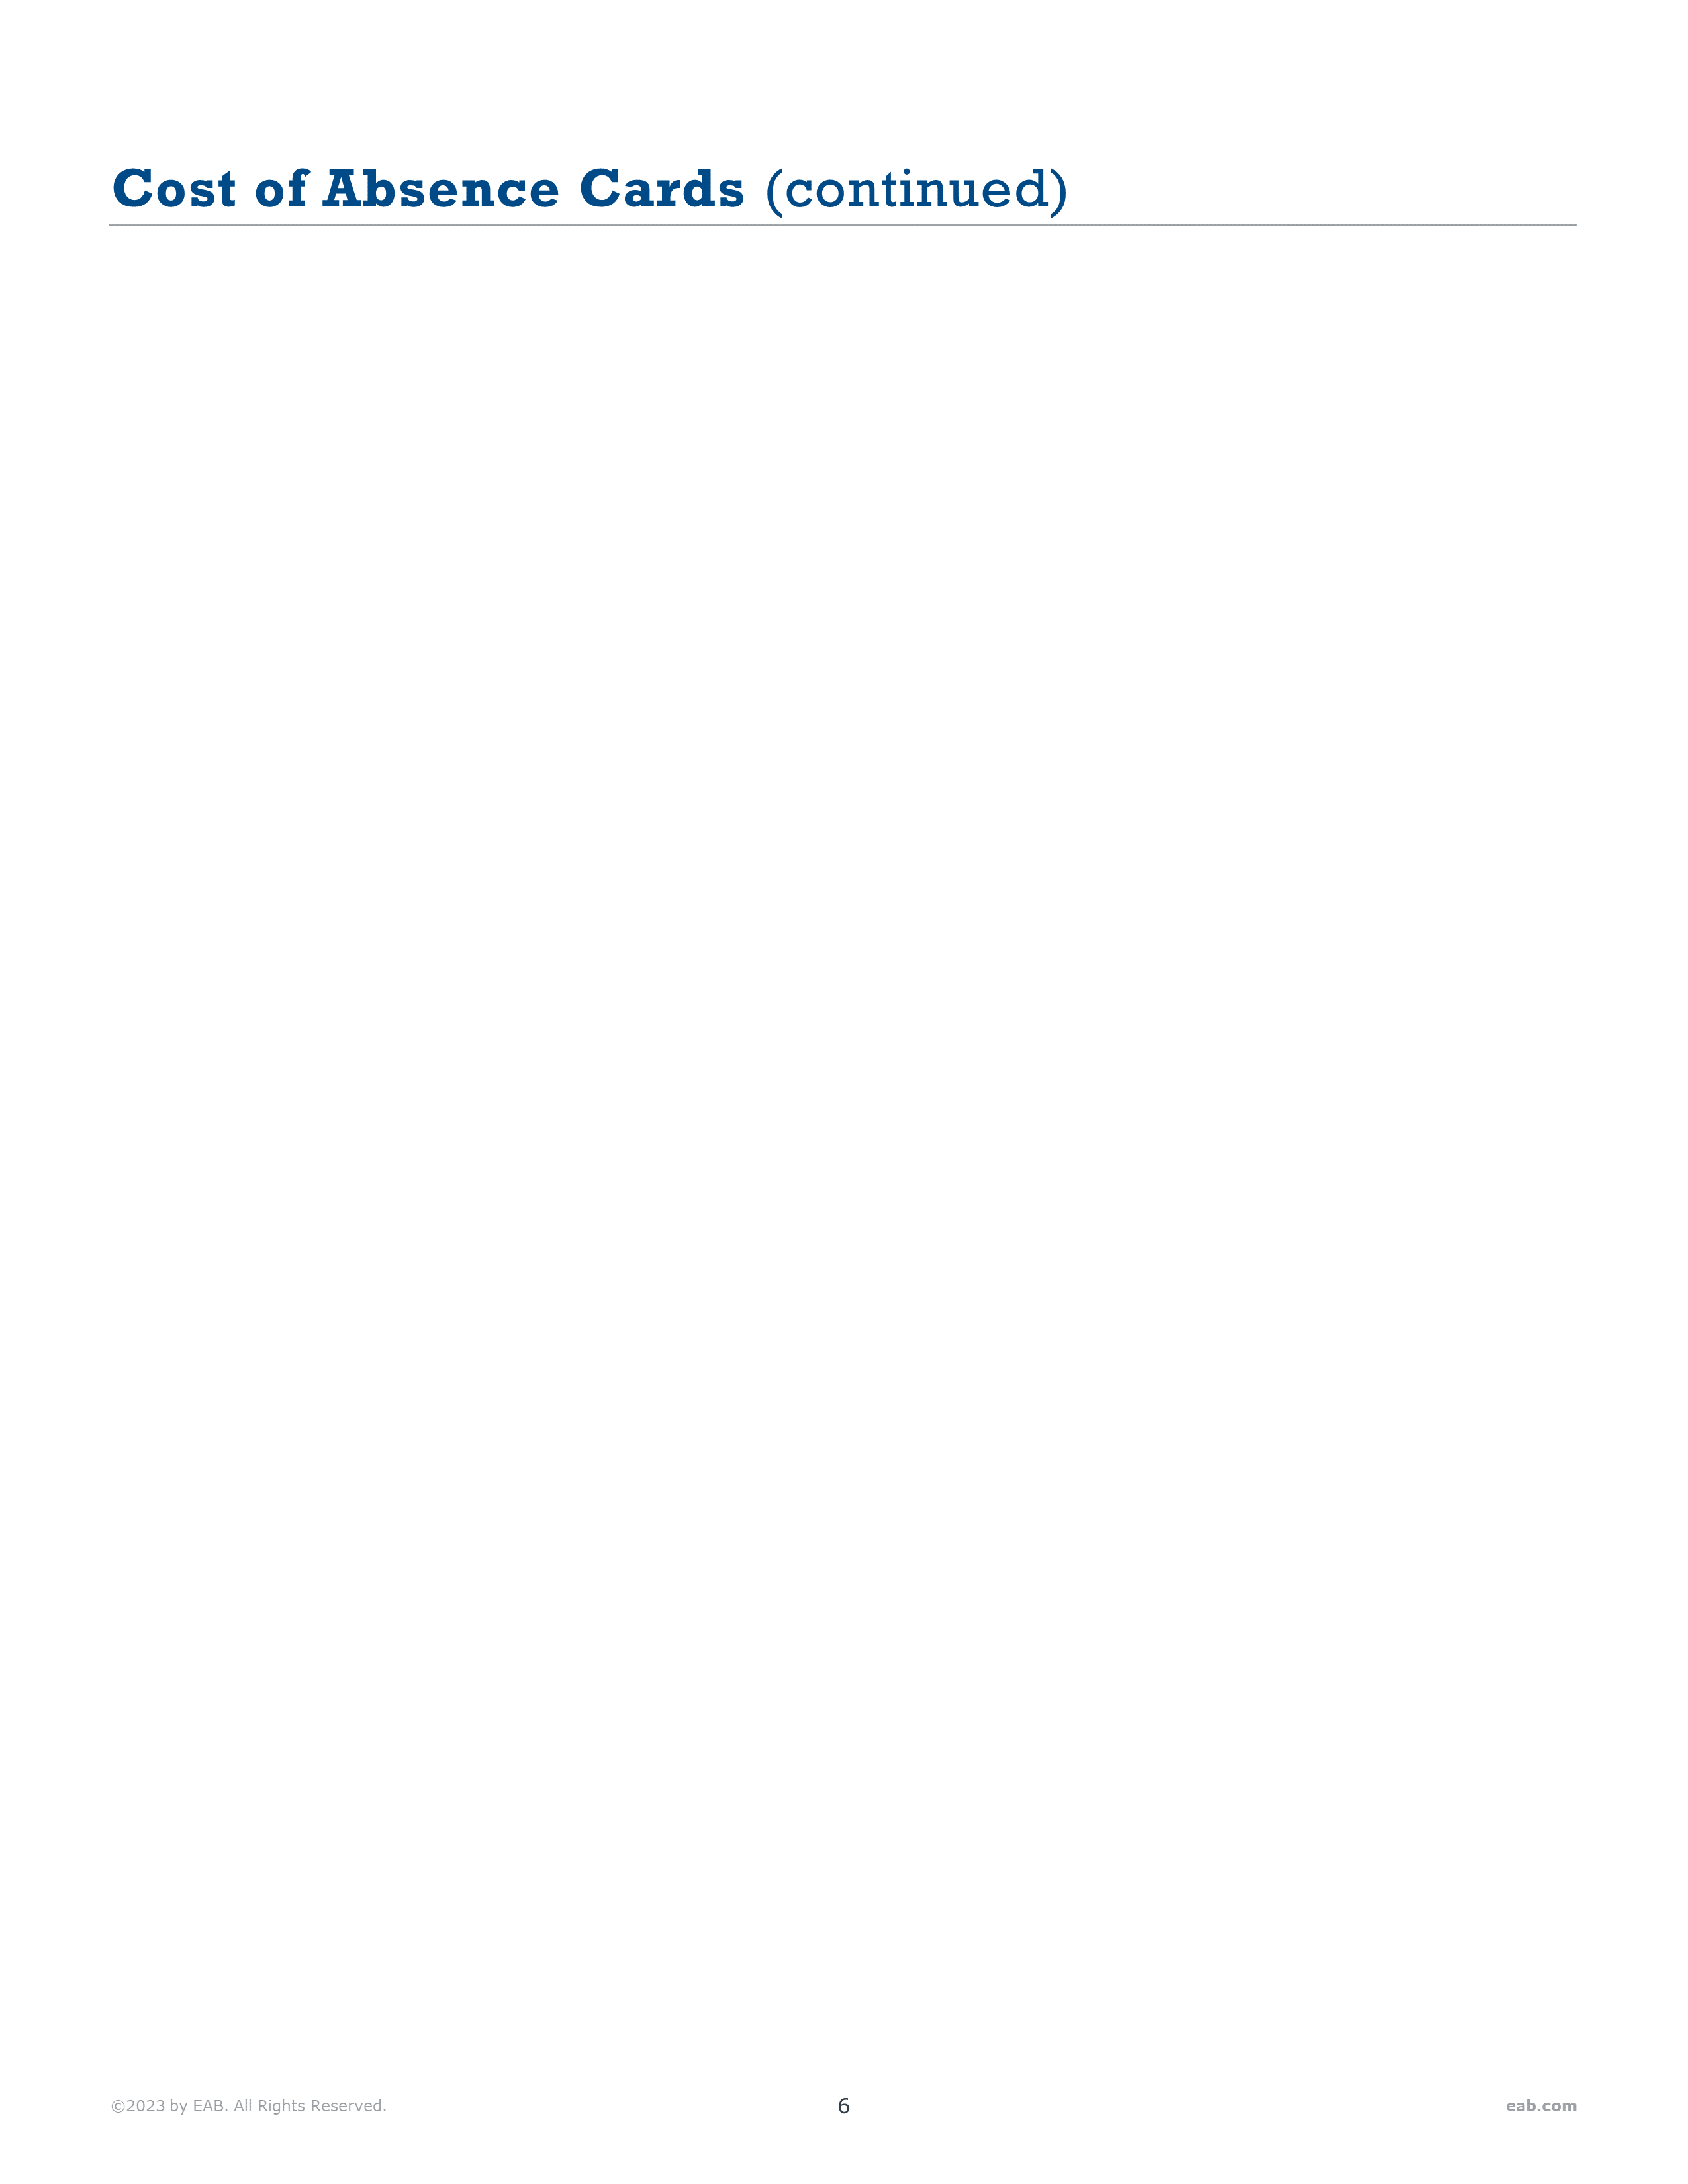 Cost of Absence Cards (continued)
©2023 by EAB. All Rights Reserved.
6
eab.com